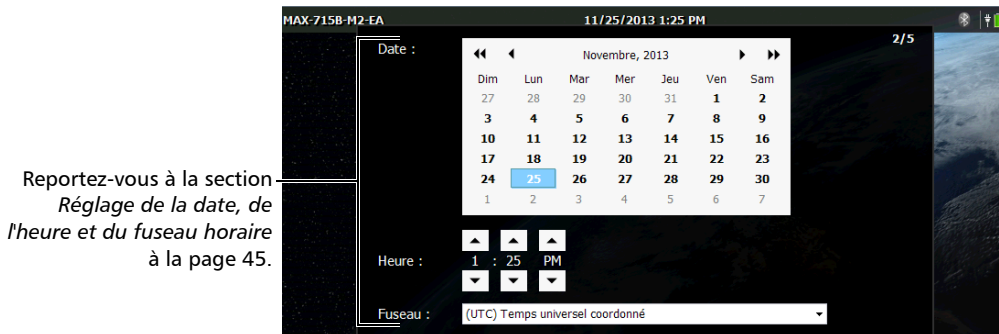 MAX-715B-M2-EA 11/25/2013 1:25 PM
2/5
Date :
Novembre, 2013
Dim Lun Mar Mer Jeu Ven Sam
27 28 29 30 31 1 2
3 4 5 6 7 8 9
10 11 12 13 14 15 16
17 18 19 20 21 22 23
24 25 26 27 28 29 30
1 2 3 4 5 6 7
Reportez-vous à la section
Réglage de la date, de
l'heure et du fuseau horaire
à la page 45.
Heure : 1 : 25 PM
Fuseau : (UTC) Temps universel coordonné